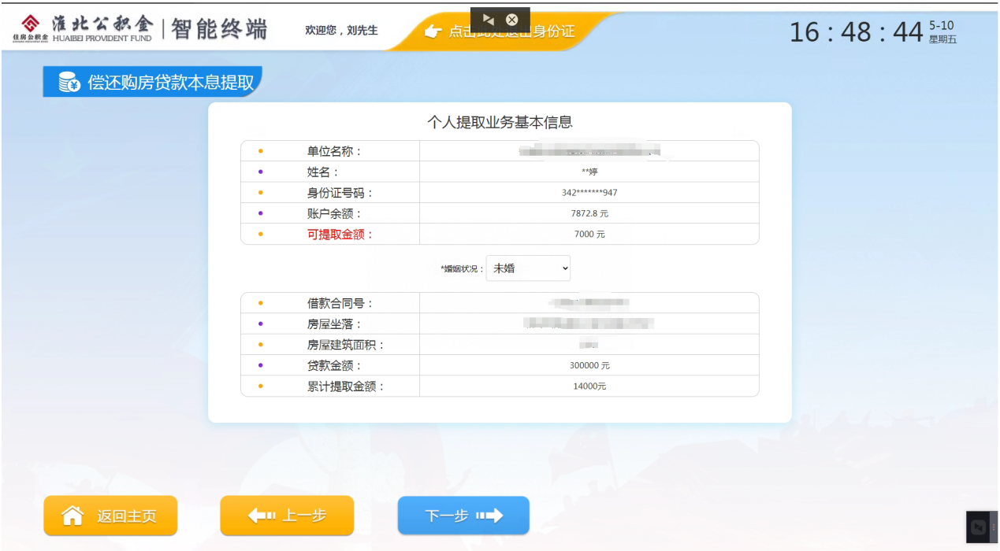 住房公积金
淮北公积金
HUAIBEI PROVIDENT FUND
智能终端
欢迎您，刘先生
点击此处退出身份证
16：48：44
5-10
星期五
偿还购房贷款本息提取
个人提取业务基本信息
单位名称：
姓名： **婷
身份证号码： 342*******947
账户余额： 7872.8 元
可提取金额： 7000 元
*婚姻状况： 未婚
借款合同号：
房屋坐落：
房屋建筑面积：
贷款金额： 300000 元
累计提取金额： 14000元
返回主页
上一步
下一步